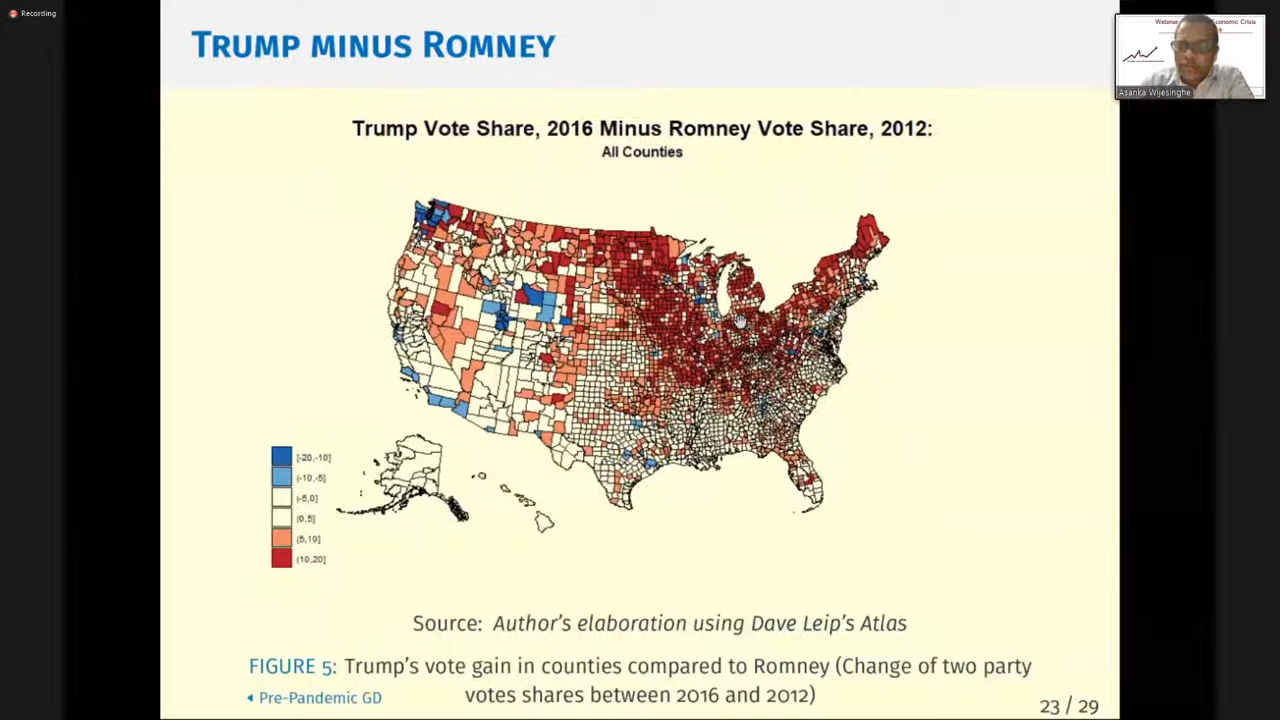 Recording
TRUMP MINUS ROMNEY
Webinar Economic Crisis
Asanka Wijesinghe
Trump Vote Share, 2016 Minus Romney Vote Share, 2012:
All Counties
[-20,-10]
(-10,-5]
(-5,0]
(0,5]
(5,10]
(10,20]
Source: Author's elaboration using Dave Leip's Atlas
FIGURE 5: Trump's vote gain in counties compared to Romney (Change of two party
votes shares between 2016 and 2012)
Pre-Pandemic GD
23 / 29